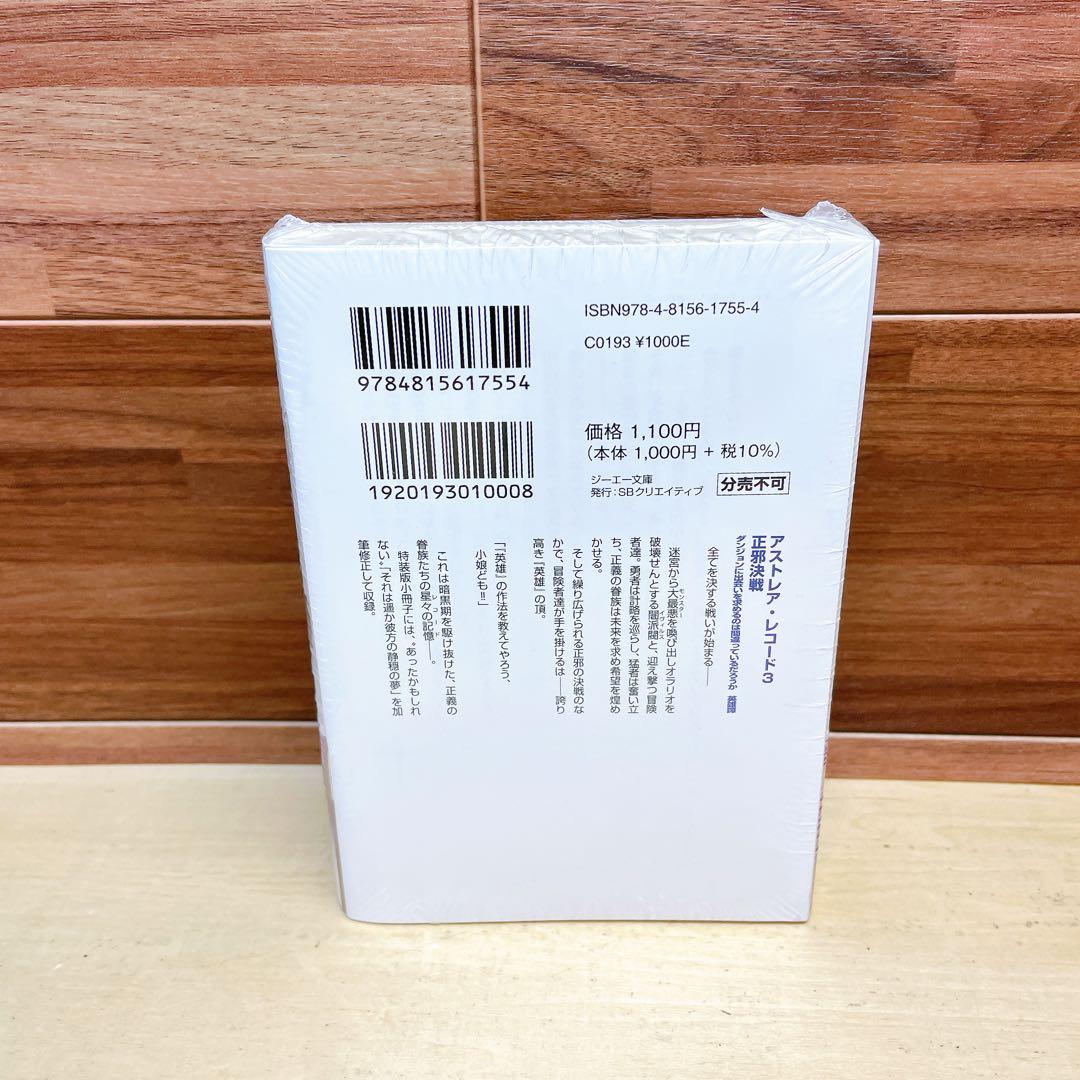 9784815617554
ISBN978-4-8156-1755-4
C0193 ¥1000E
1920193010008
価格 1,100円
（本体 1,000円 + 税10%）
ジーエー文庫
発行：SBクリエイティブ
分売不可
アストレア・レコード3
正邪決戦
ダンジョンに出会いを求めるのは間違っているだろうか 英雄譚
全てを決する戦いが始まる――
迷宮から大最悪を喚び出しオラリオを
モンスター
破壊せんとする闇派閥と、迎え撃つ冒険
イヴィルス
者達。勇者は計略を巡らし、猛者は奮い立
ち、正義の眷族は未来を求め希望を煌め
かせる。
そして繰り広げられる正邪の決戦のな
かで、冒険者達が手を掛けるは――誇り
高き『英雄』の頂。
「『英雄』の作法を教えてやろう、
小娘ども!!」
これは暗黒期を駆け抜けた、正義の
眷族たちの星々の記憶――。
レコード
特装版小冊子には、“あったかもしれ
ない”「それは遥か彼方の静穏の夢」を加
筆修正して収録。